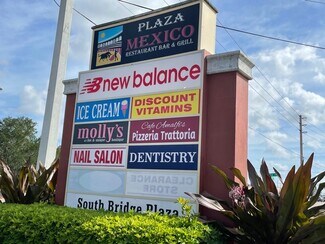 PLAZA
MEXICO
RESTAURANT BAR & GRILL
new balance
ICE CREAM
DISCOUNT
VITAMINS
molly's
Pizzeria Trattoria
NAIL SALON
DENTISTRY
CLEARANCE
STORE
South Bridge Plaza